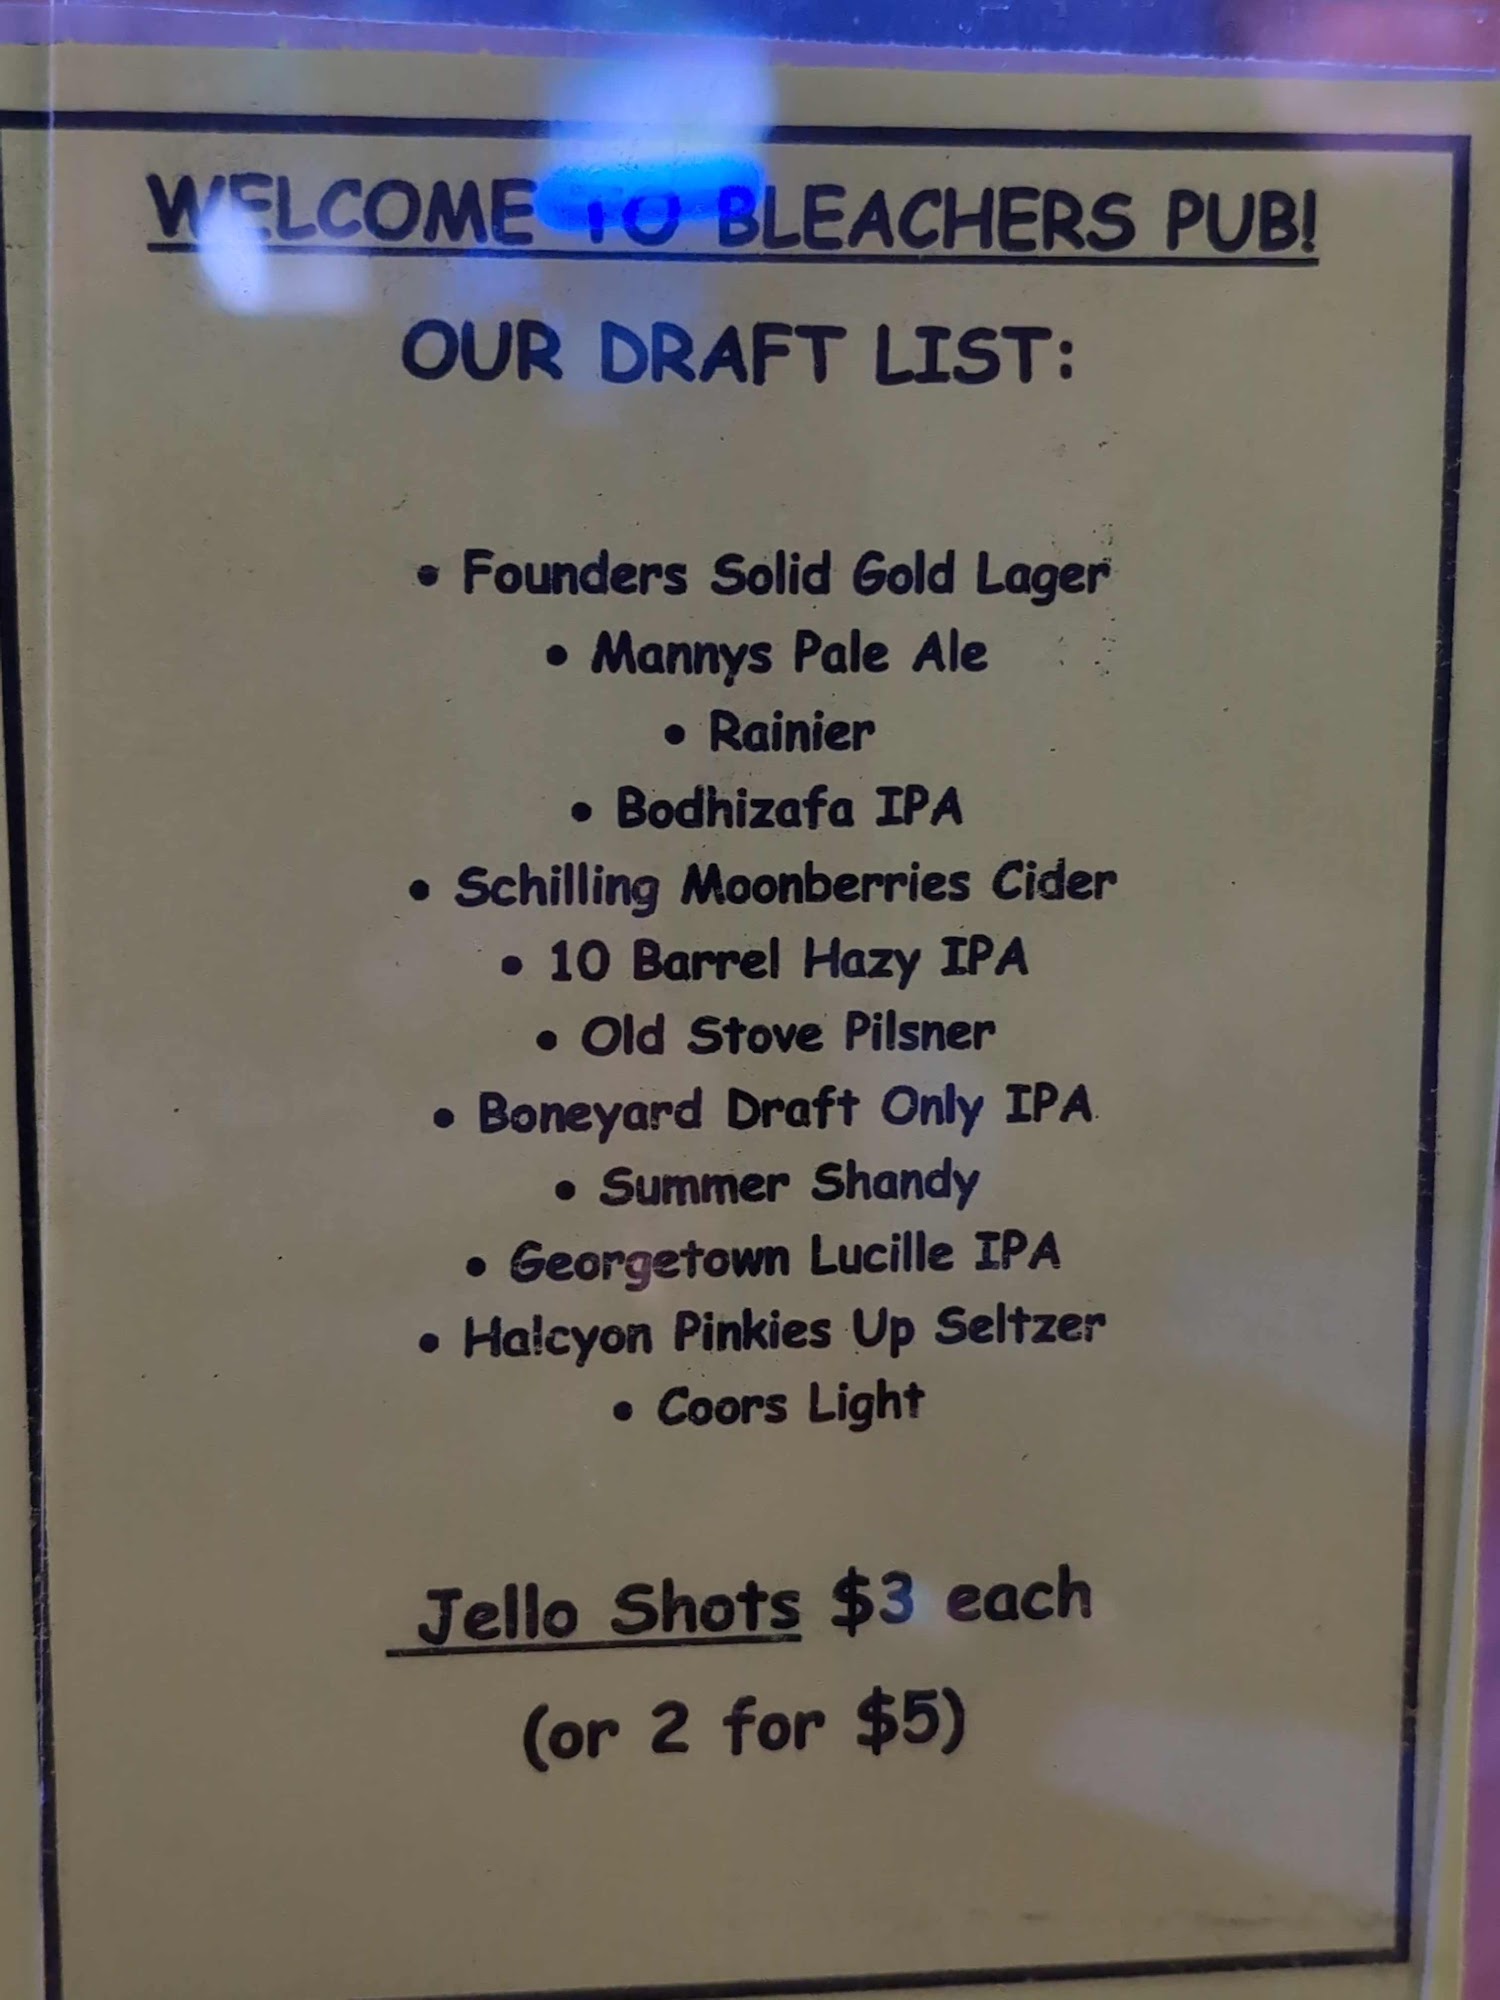 WELCOME TO BLEACHERS PUB!
OUR DRAFT LIST:
• Founders Solid Gold Lager
• Mannys Pale Ale
• Rainier
• Bodhizafa IPA
• Schilling Moonberries Cider
• 10 Barrel Hazy IPA
• Old Stove Pilsner
• Boneyard Draft Only IPA
• Summer Shandy
• Georgetown Lucille IPA
• Halcyon Pinkies Up Seltzer
• Coors Light
Jello Shots $3 each
(or 2 for $5)